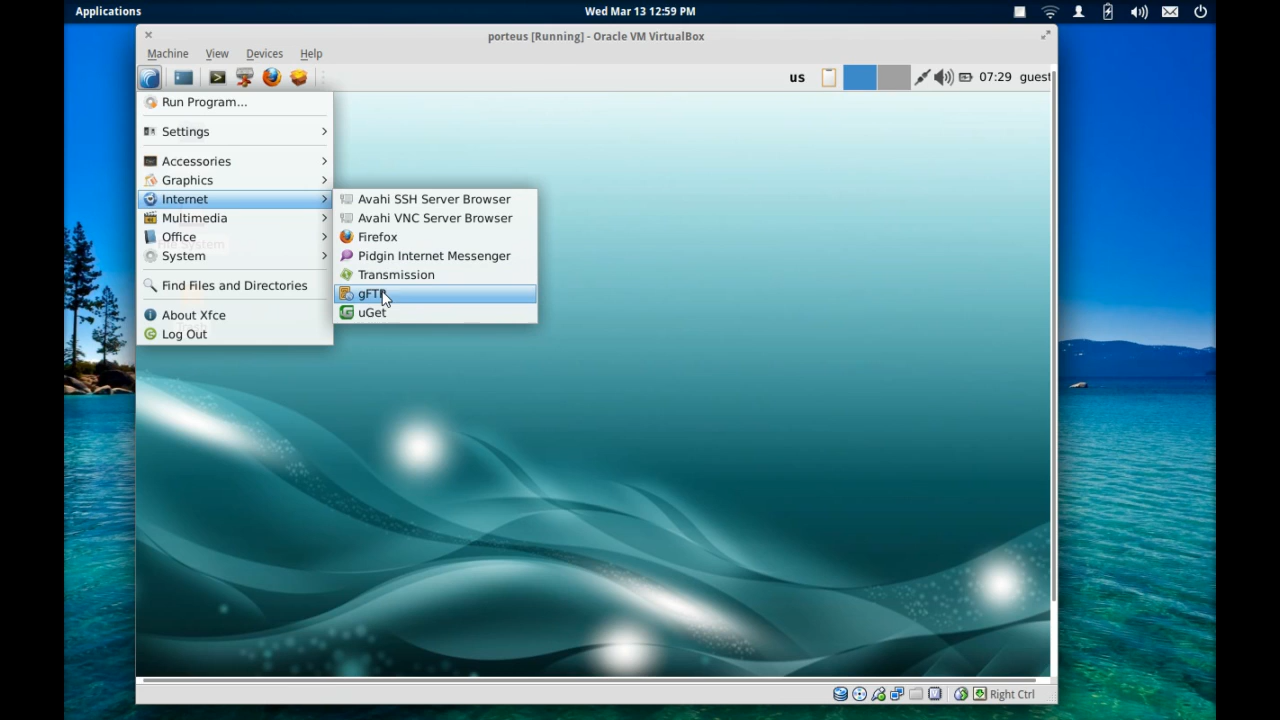 Applications
Wed Mar 13 12:59 PM
porteus [Running] - Oracle VM VirtualBox
Machine View Devices Help
us
07:29 guest
Run Program...
Settings
Accessories
Graphics
Internet
Multimedia
Office
System
Find Files and Directories
About Xfce
Log Out
Avahi SSH Server Browser
Avahi VNC Server Browser
Firefox
Pidgin Internet Messenger
Transmission
gFTP
uGet
Right Ctrl